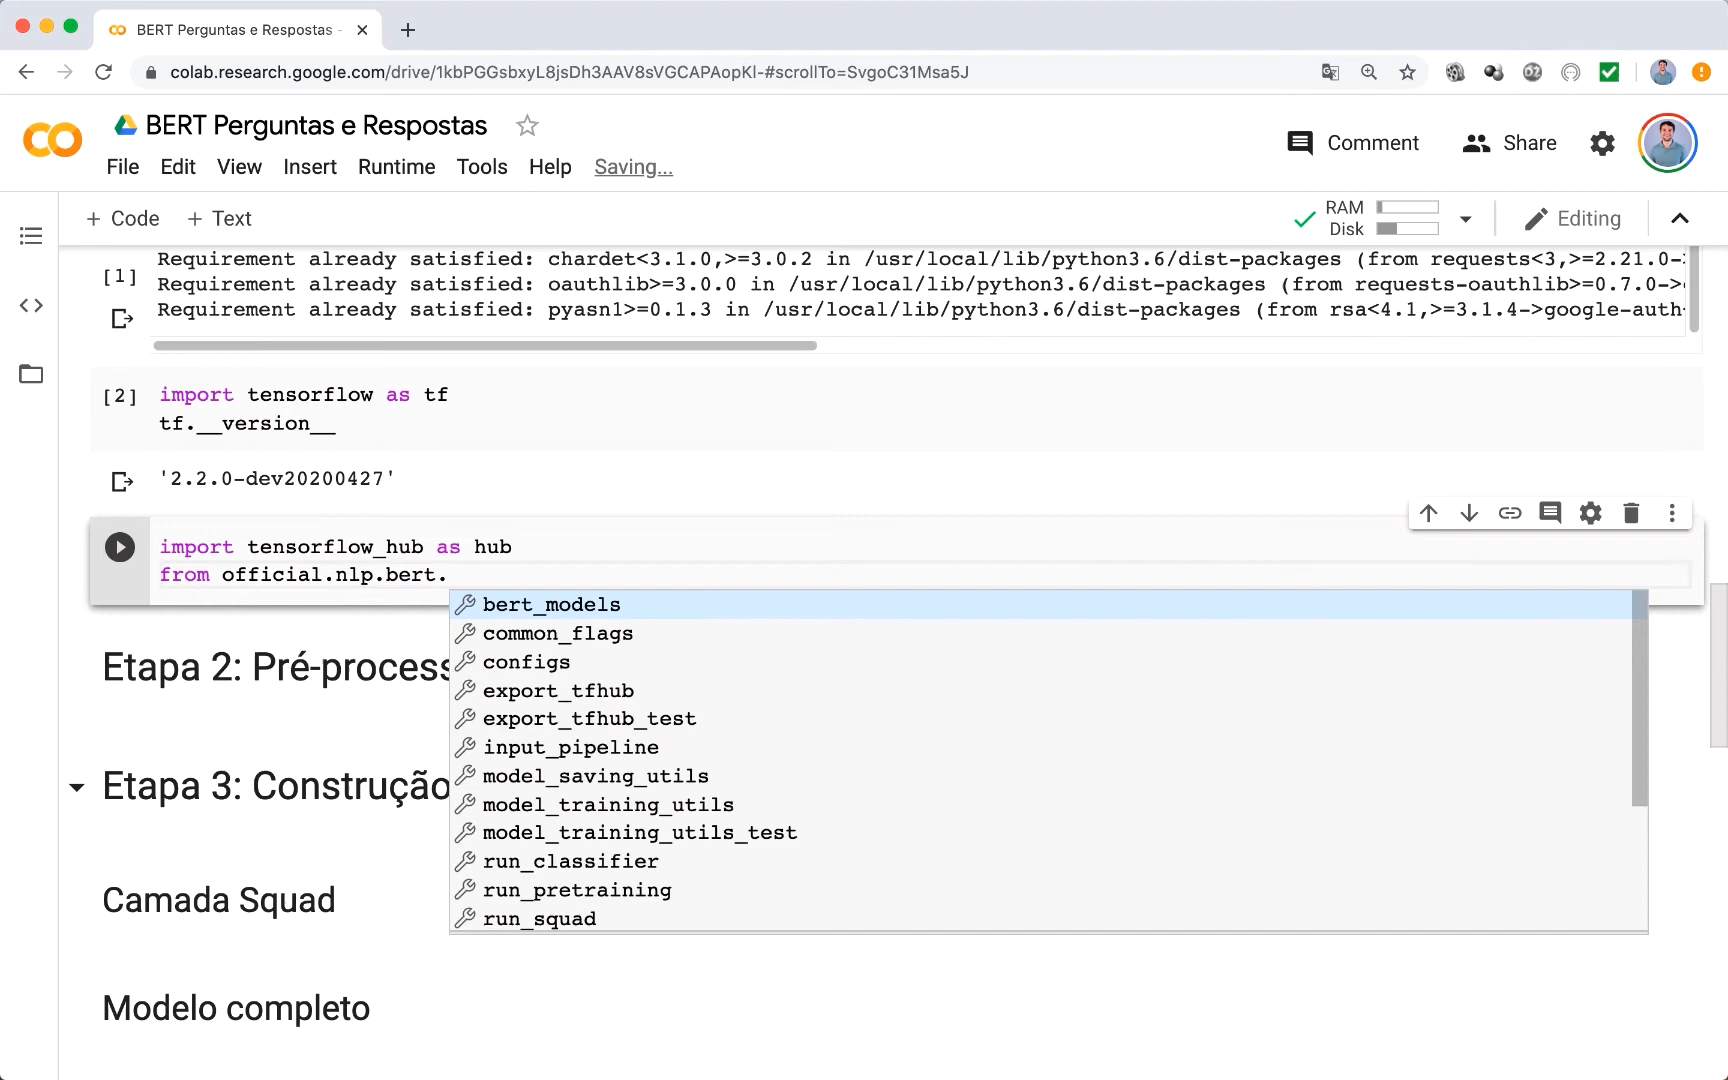 BERT Perguntas e Respostas -
colab.research.google.com/drive/1kbPGGsbxyL8jsDh3AAV8sVGCAPAopKl-#scrollTo=SvgoC31Msa5J
BERT Perguntas e Respostas
Comment
Share
File Edit View Insert Runtime Tools Help Saving...
+ Code + Text
RAM
Disk
Editing
[1]
Requirement already satisfied: chardet<3.1.0,>=3.0.2 in /usr/local/lib/python3.6/dist-packages (from requests<3,>=2.21.0-
Requirement already satisfied: oauthlib>=3.0.0 in /usr/local/lib/python3.6/dist-packages (from requests-oauthlib>=0.7.0->
Requirement already satisfied: pyasn1>=0.1.3 in /usr/local/lib/python3.6/dist-packages (from rsa<4.1,>=3.1.4->google-auth
[2] import tensorflow as tf
tf.__version__
'2.2.0-dev20200427'
import tensorflow_hub as hub
from official.nlp.bert.
bert_models
common_flags
configs
export_tfhub
export_tfhub_test
input_pipeline
model_saving_utils
model_training_utils
model_training_utils_test
run_classifier
run_pretraining
run_squad
Etapa 2: Pré-process
Etapa 3: Construção
Camada Squad
Modelo completo